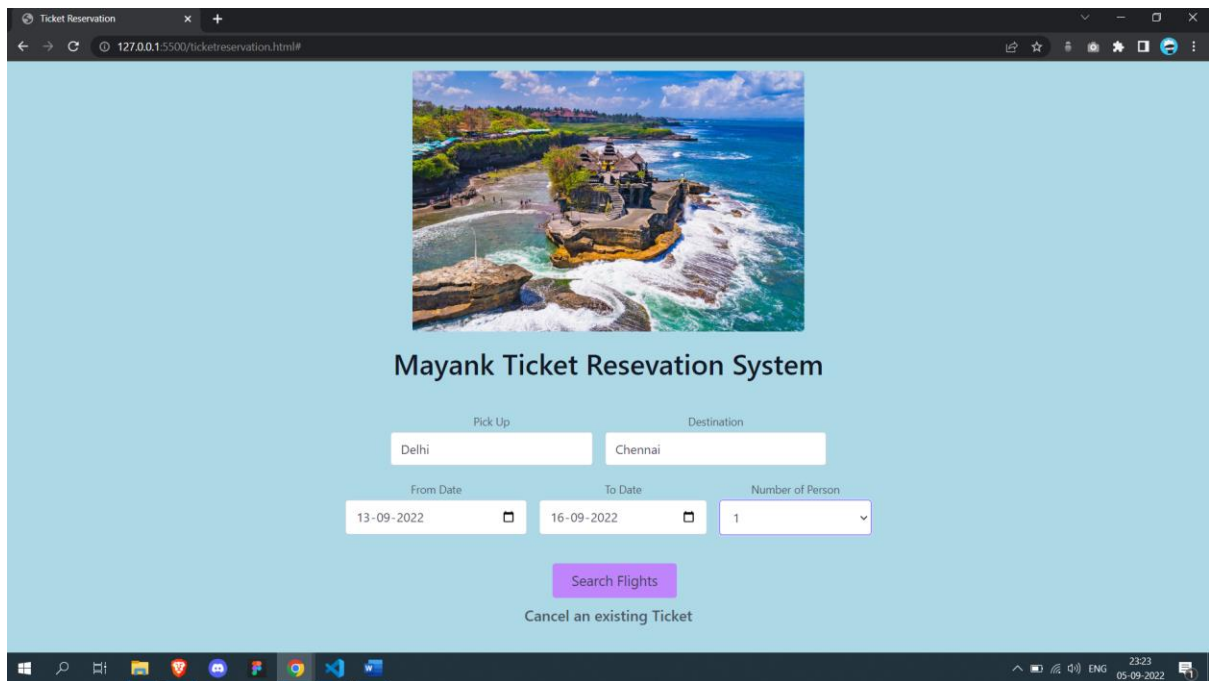 Ticket Reservation
127.0.0.1:5500/ticketreservation.html#
Mayank Ticket Resevation System
Pick Up Destination
Delhi Chennai
From Date To Date Number of Person
13-09-2022 16-09-2022 1
Search Flights
Cancel an existing Ticket
ENG 23:23
05-09-2022